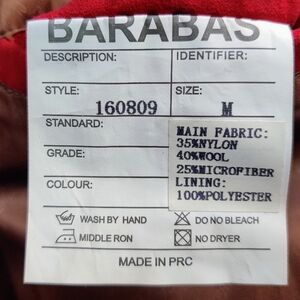 BARABAS
DESCRIPTION: IDENTIFIER:
STYLE: SIZE:
160809 M
STANDARD:
MAIN FABRIC:
35%NYLON
GRADE:
40%WOOL
25%MICROFIBER
LINING:
COLOUR:
100%POLYESTER
WASH BY HAND DO NO BLEACH
MIDDLE RON NO DRYER
MADE IN PRC